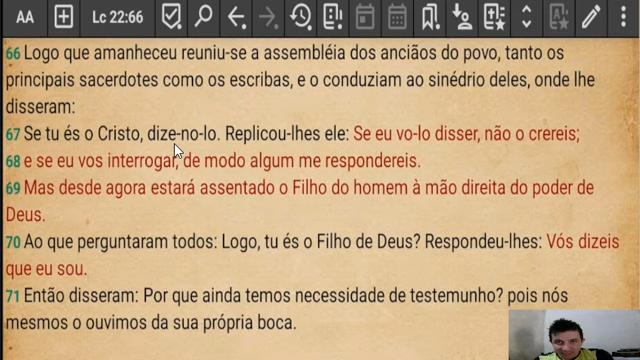 AA Lc 22:66
66 Logo que amanheceu reuniu-se a assembléia dos anciãos do povo, tanto os
principais sacerdotes como os escribas, e o conduziam ao sinédrio deles, onde lhe
disseram:
67 Se tu és o Cristo, dize-no-lo. Replicou-lhes ele: Se eu vo-lo disser, não o crereis;
68 e se eu vos interrogar, de modo algum me respondereis.
69 Mas desde agora estará assentado o Filho do homem à mão direita do poder de
Deus.
70 Ao que perguntaram todos: Logo, tu és o Filho de Deus? Respondeu-lhes: Vós dizeis
que eu sou.
71 Então disseram: Por que ainda temos necessidade de testemunho? pois nós
mesmos o ouvimos da sua própria boca.